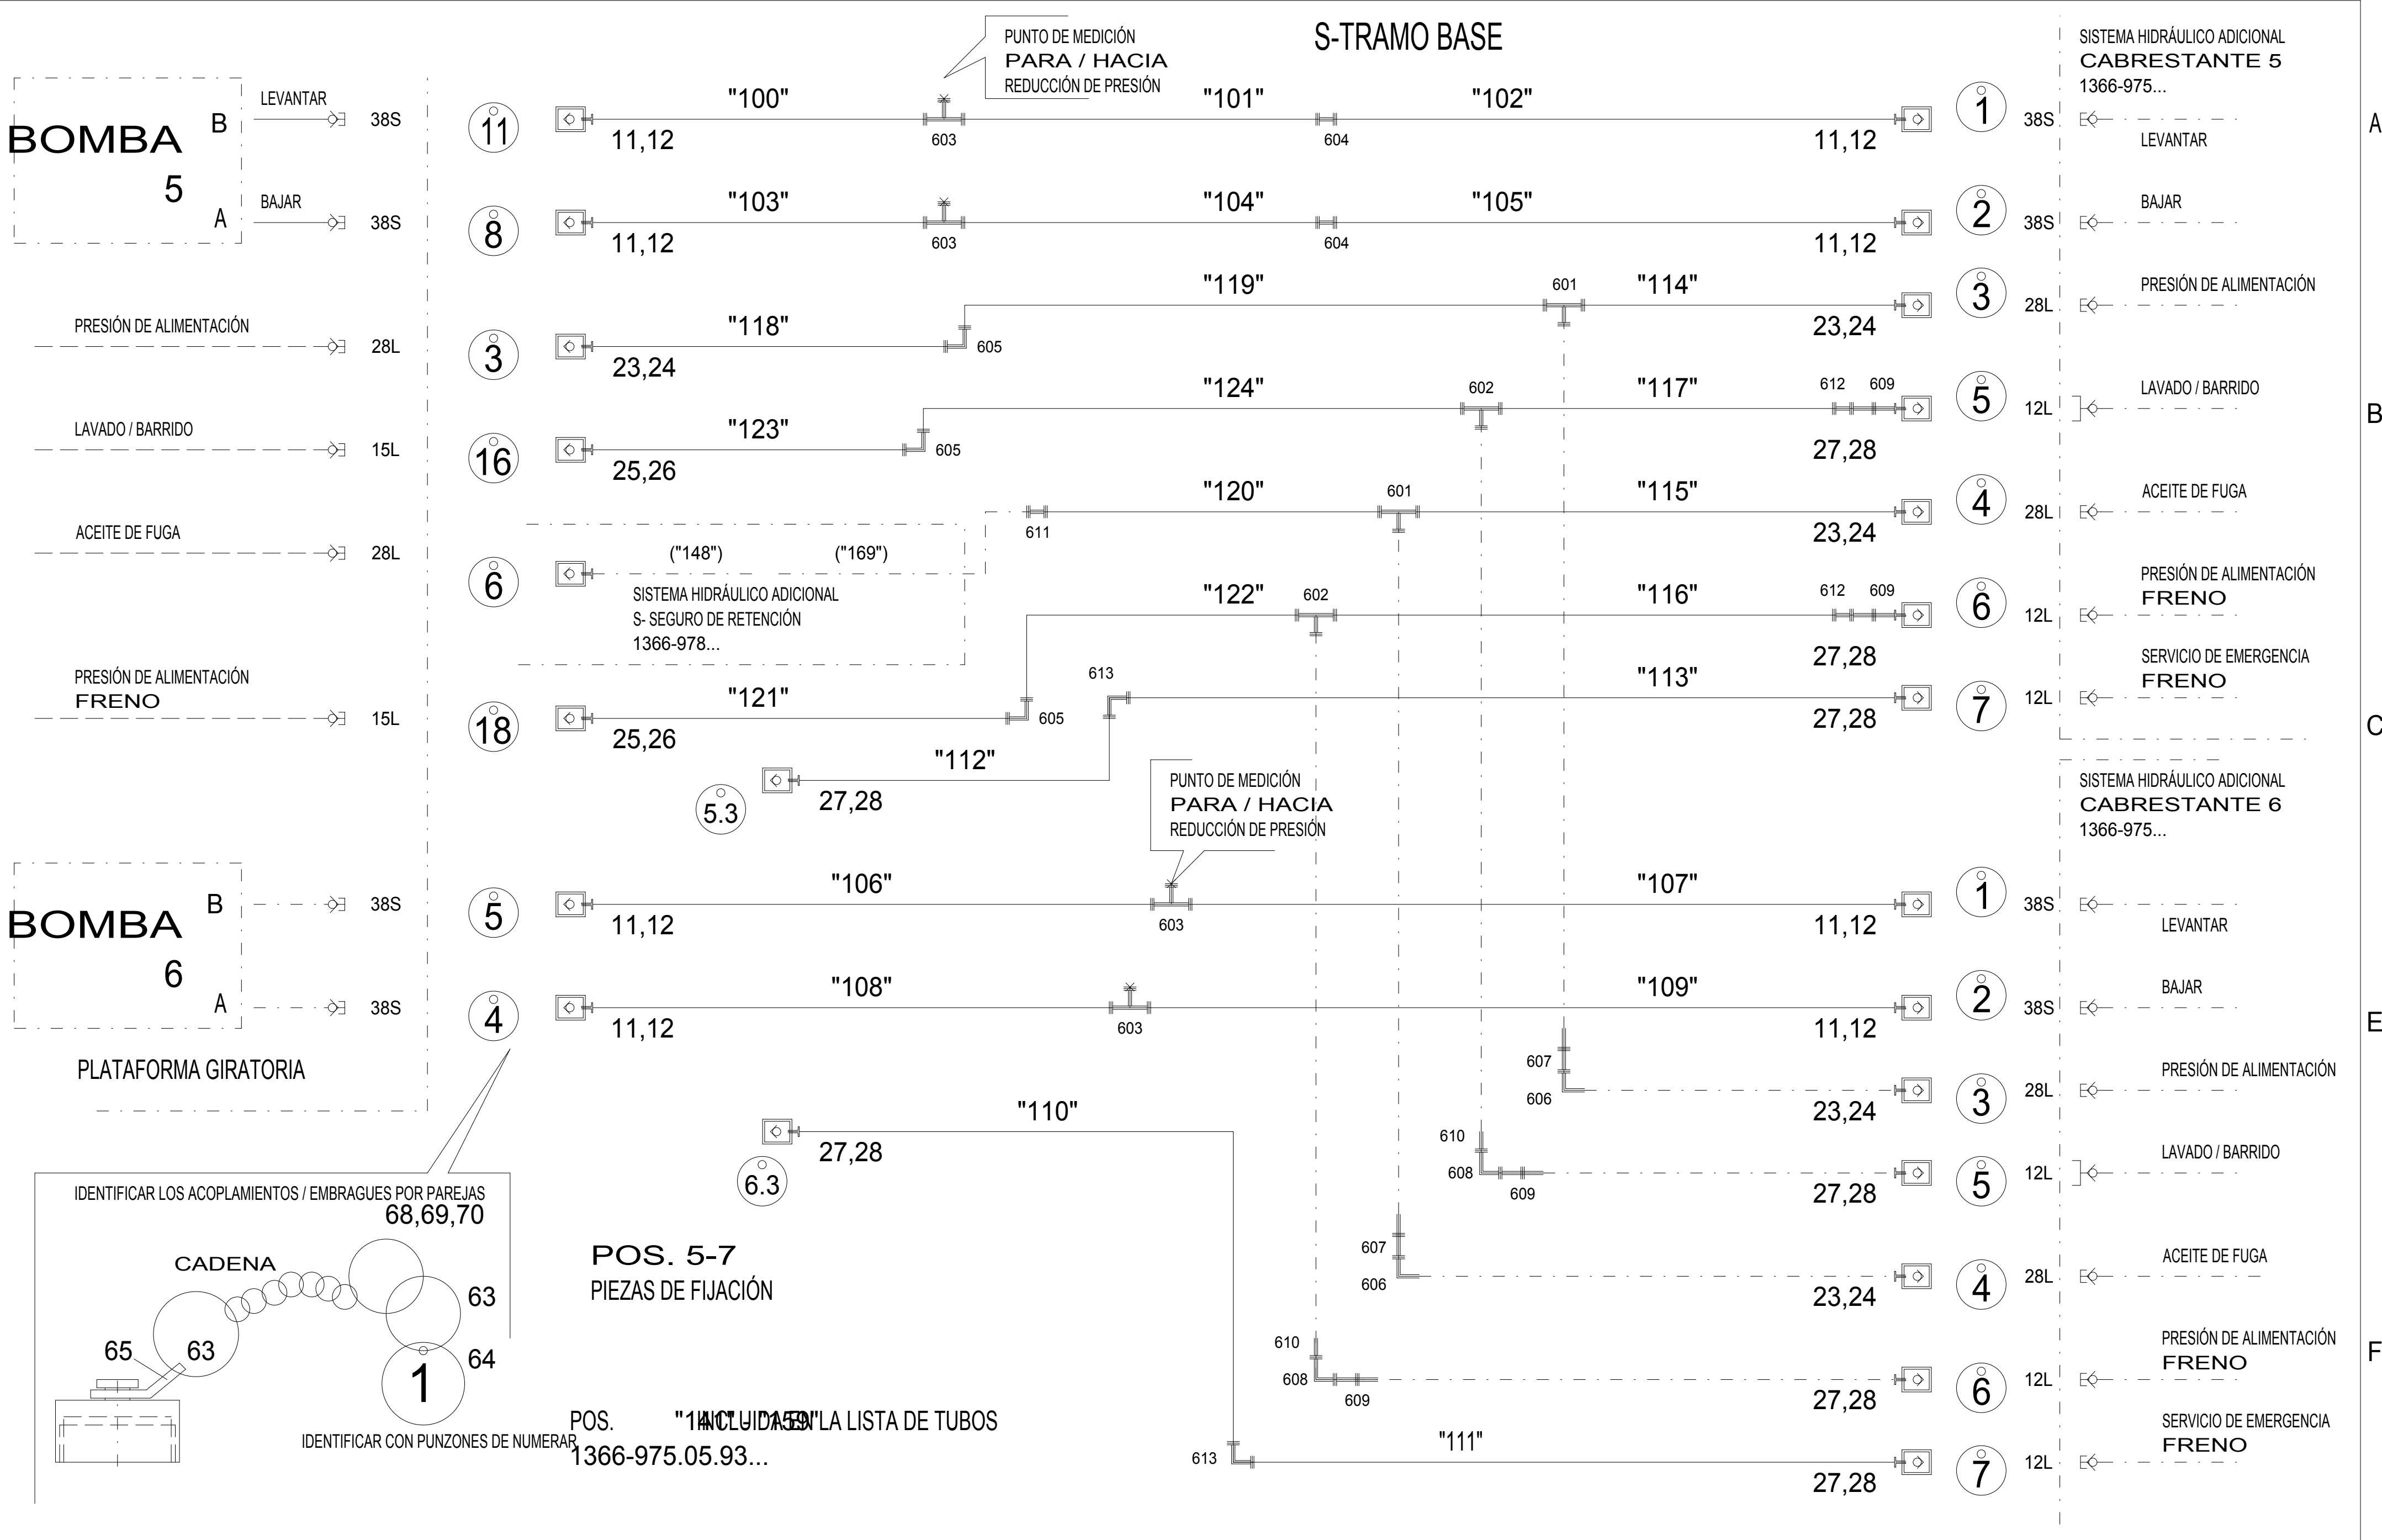 S-TRAMO BASE
PUNTO DE MEDICIÓN
PARA / HACIA
REDUCCIÓN DE PRESIÓN
SISTEMA HIDRÁULICO ADICIONAL
CABRESTANTE 5
1366-975...
BOMBA
5
B LEVANTAR 38S 11 "100" "101" "102" 1 38S
11,12 603 604 11,12 LEVANTAR
A
A BAJAR 38S 8 "103" "104" "105" 2 38S BAJAR
11,12 603 604 11,12
"119" 601 "114" 3 28L PRESIÓN DE ALIMENTACIÓN
PRESIÓN DE ALIMENTACIÓN 28L 3 "118" 605 23,24
23,24
"124" 602 "117" 612 609 5 12L LAVADO / BARRIDO
B
LAVADO / BARRIDO 15L 16 "123" 605 27,28
25,26
"120" 601 "115" 4 28L ACEITE DE FUGA
611 23,24
ACEITE DE FUGA 28L 6 ("148") ("169")
SISTEMA HIDRÁULICO ADICIONAL
S- SEGURO DE RETENCIÓN
1366-978...
"122" 602 "116" 612 609 6 12L PRESIÓN DE ALIMENTACIÓN
FRENO
27,28
613 "113" 7 12L SERVICIO DE EMERGENCIA
FRENO
27,28
C
PRESIÓN DE ALIMENTACIÓN
FRENO
15L 18 "121" 605
25,26
5.3 "112"
27,28
PUNTO DE MEDICIÓN
PARA / HACIA
REDUCCIÓN DE PRESIÓN
SISTEMA HIDRÁULICO ADICIONAL
CABRESTANTE 6
1366-975...
BOMBA
6
B 38S 5 "106" "107" 1 38S
11,12 603 11,12 LEVANTAR
A 38S 4 "108" "109" 2 38S BAJAR
11,12 603 11,12
E
PLATAFORMA GIRATORIA
607
606 23,24 3 28L PRESIÓN DE ALIMENTACIÓN
6.3 "110"
27,28
610
608 609 27,28 5 12L LAVADO / BARRIDO
607
606 23,24 4 28L ACEITE DE FUGA
610
608 609 27,28 6 12L PRESIÓN DE ALIMENTACIÓN
FRENO
F
613 "111" 27,28 7 12L SERVICIO DE EMERGENCIA
FRENO
IDENTIFICAR LOS ACOPLAMIENTOS / EMBRAGUES POR PAREJAS
68,69,70
CADENA
63
65 63 64
1
IDENTIFICAR CON PUNZONES DE NUMERAR
POS. 5-7
PIEZAS DE FIJACIÓN
POS. LA LISTA DE TUBOS
1366-975.05.93...